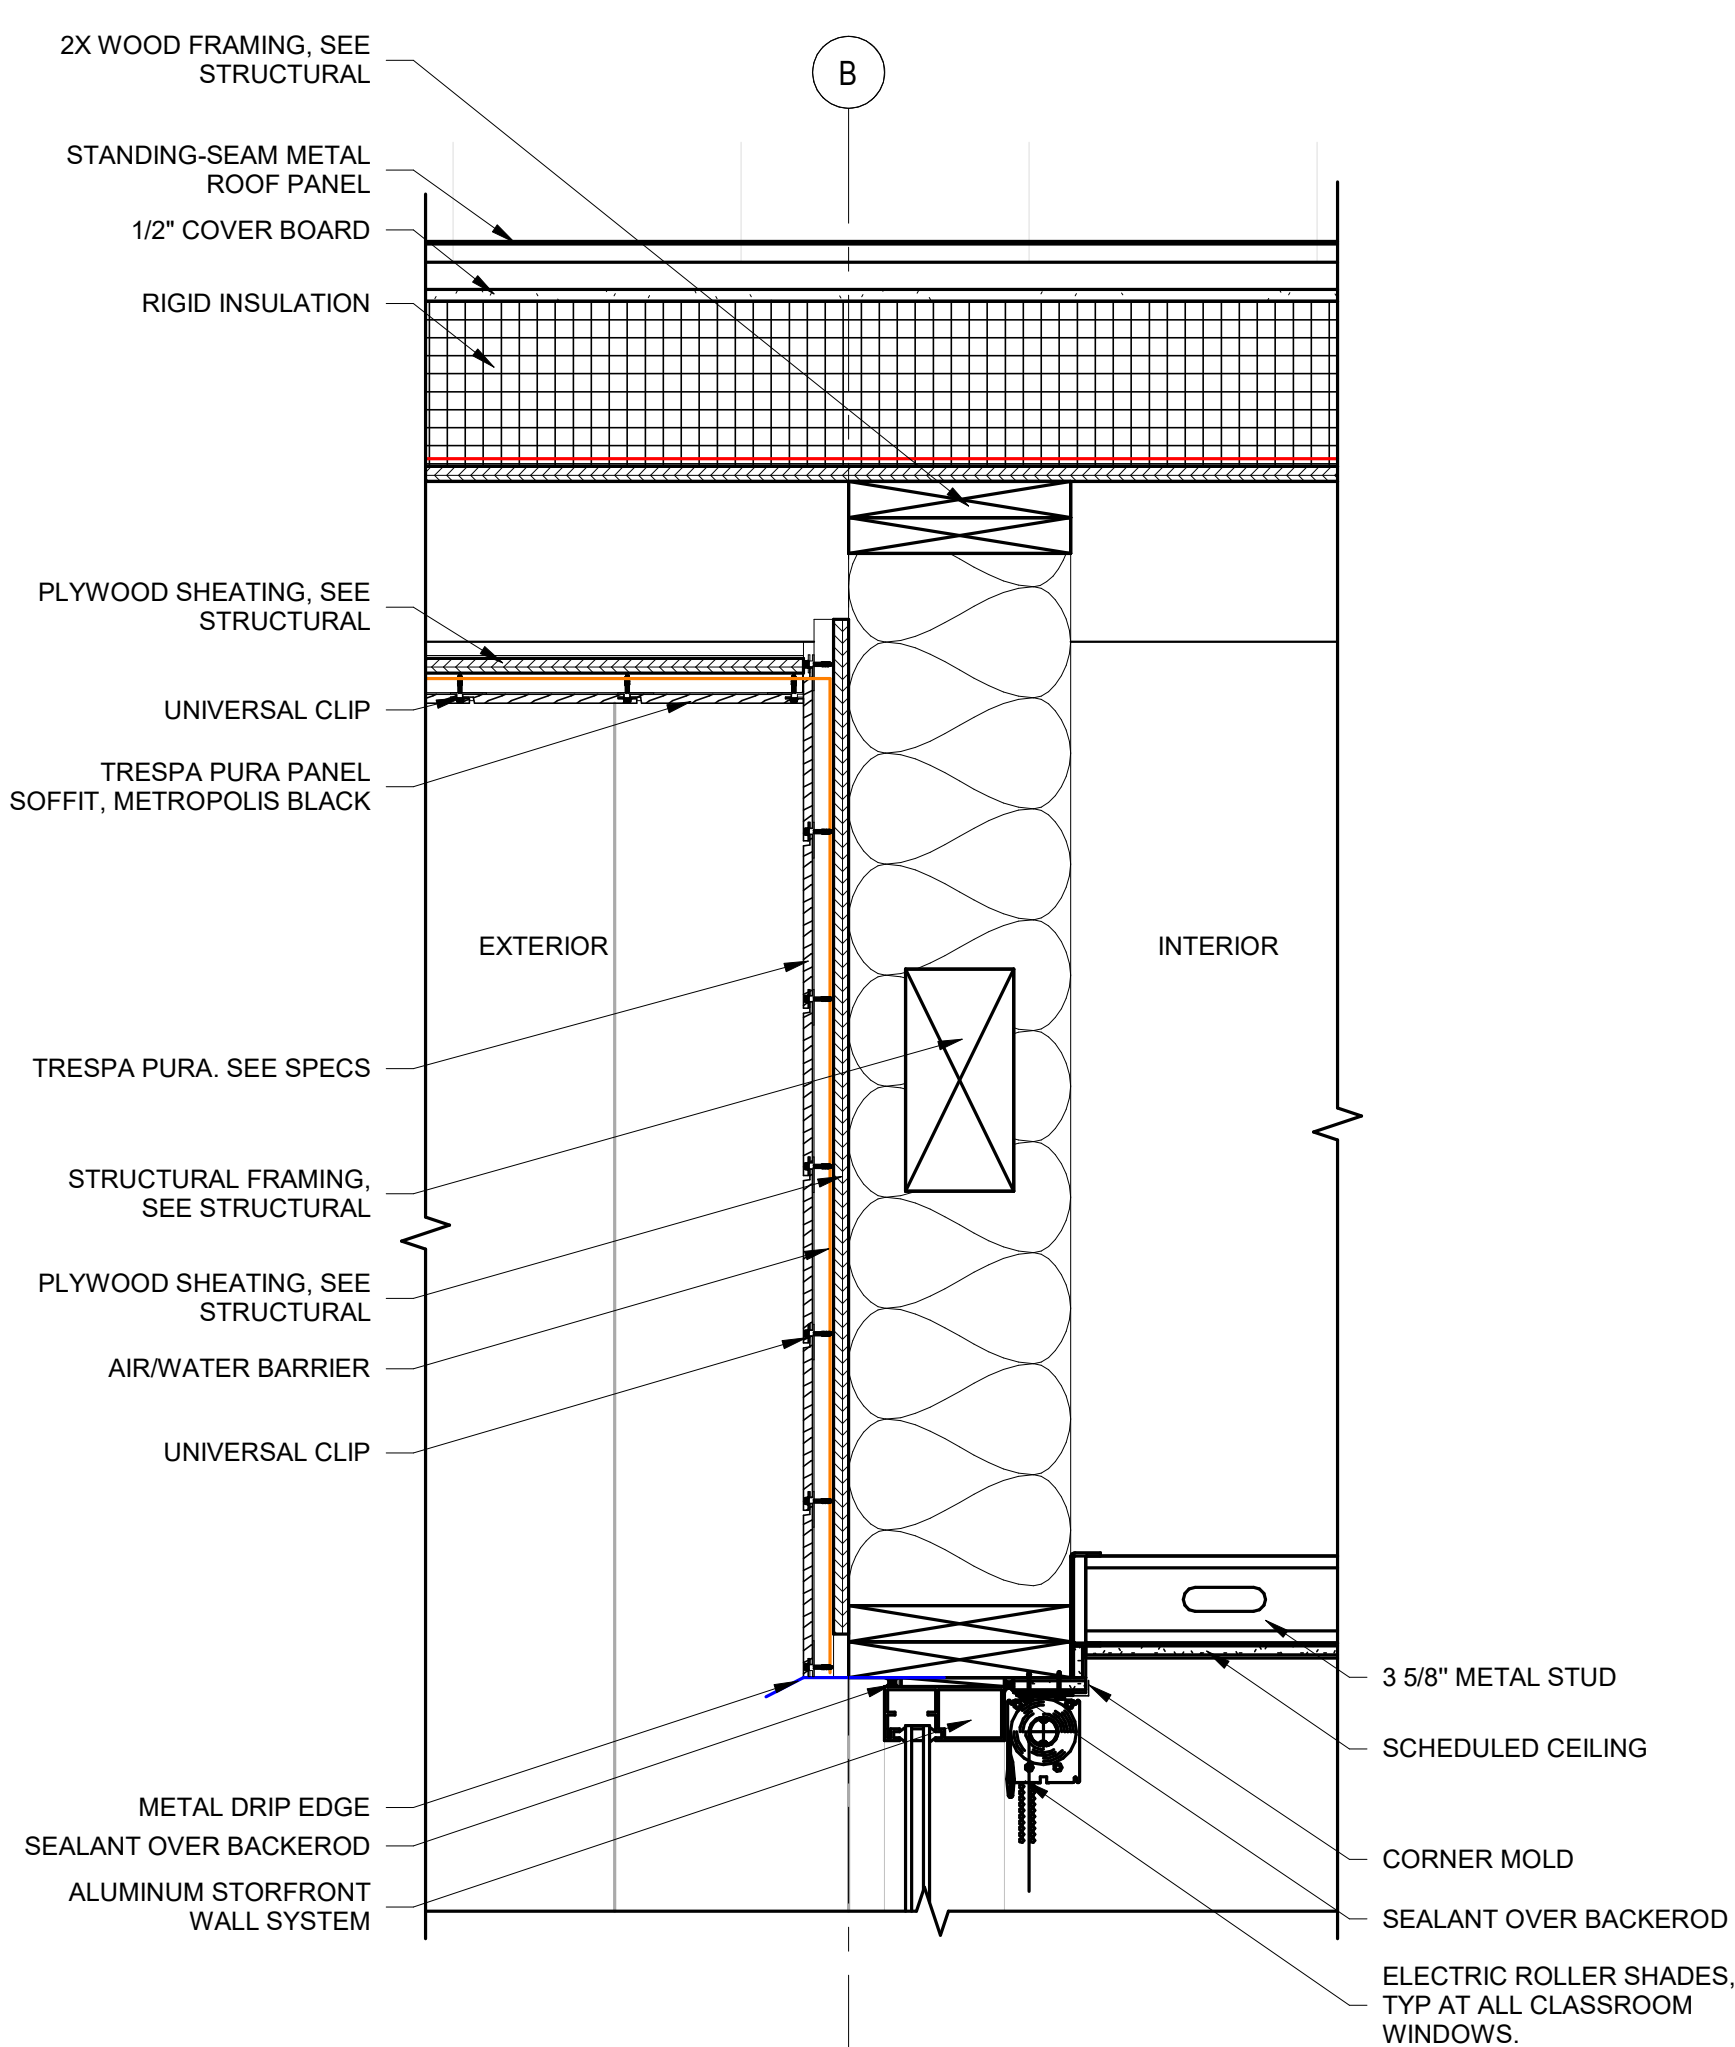 2X WOOD FRAMING, SEE
STRUCTURAL
B
STANDING-SEAM METAL
ROOF PANEL
1/2" COVER BOARD
RIGID INSULATION
PLYWOOD SHEATING, SEE
STRUCTURAL
UNIVERSAL CLIP
TRESPA PURA PANEL
SOFFIT, METROPOLIS BLACK
EXTERIOR
INTERIOR
TRESPA PURA. SEE SPECS
STRUCTURAL FRAMING,
SEE STRUCTURAL
PLYWOOD SHEATING, SEE
STRUCTURAL
AIR/WATER BARRIER
UNIVERSAL CLIP
METAL DRIP EDGE
SEALANT OVER BACKEROD
ALUMINUM STORFRONT
WALL SYSTEM
3 5/8" METAL STUD
SCHEDULED CEILING
CORNER MOLD
SEALANT OVER BACKEROD
ELECTRIC ROLLER SHADES,
TYP AT ALL CLASSROOM
WINDOWS.